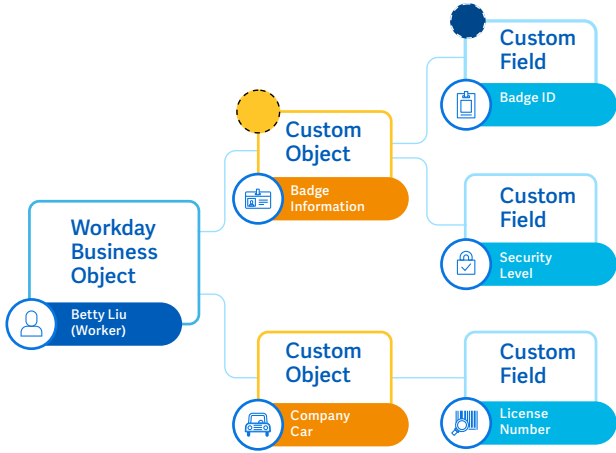 Custom
Field
Badge ID
Custom
Object
Badge
Information
Custom
Field
Security
Level
Workday
Business
Object
Betty Liu
(Worker)
Custom
Object
Company
Car
Custom
Field
License
Number